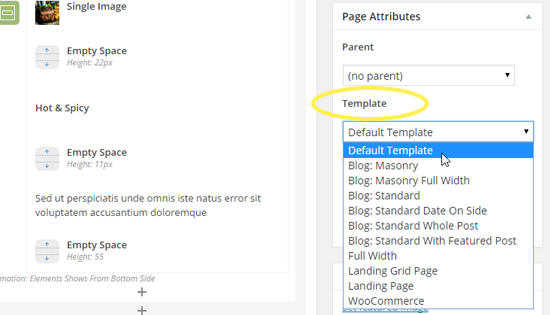 Single Image
Empty Space
Height: 22px
Hot & Spicy
Empty Space
Height: 11px
Sed ut perspiciatis unde omnis iste natus error sit
voluptatem accusantium doloremque
Empty Space
Height: 55
mation: Elements Shows From Bottom Side
Page Attributes
Parent
(no parent)
Template
Default Template
Default Template
Blog: Masonry
Blog: Masonry Full Width
Blog: Standard
Blog: Standard Date On Side
Blog: Standard Whole Post
Blog: Standard With Featured Post
Full Width
Landing Grid Page
Landing Page
WooCommerce
Set featured image